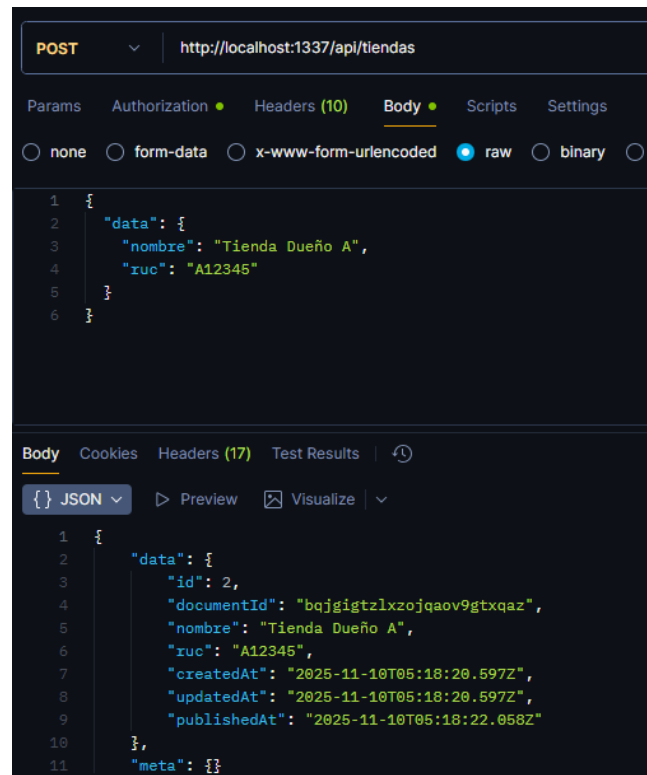 POST http://localhost:1337/api/tiendas
Params Authorization Headers (10) Body Scripts Settings
none form-data x-www-form-urlencoded raw binary
1 {
2 "data": {
3 "nombre": "Tienda Dueño A",
4 "ruc": "A12345"
5 }
6 }
Body Cookies Headers (17) Test Results
{} JSON Preview Visualize
1 {
2 "data": {
3 "id": 2,
4 "documentId": "bqjgigtzlxzojqaov9gtxqaz",
5 "nombre": "Tienda Dueño A",
6 "ruc": "A12345",
7 "createdAt": "2025-11-10T05:18:20.597Z",
8 "updatedAt": "2025-11-10T05:18:20.597Z",
9 "publishedAt": "2025-11-10T05:18:22.058Z"
10 },
11 "meta": {}